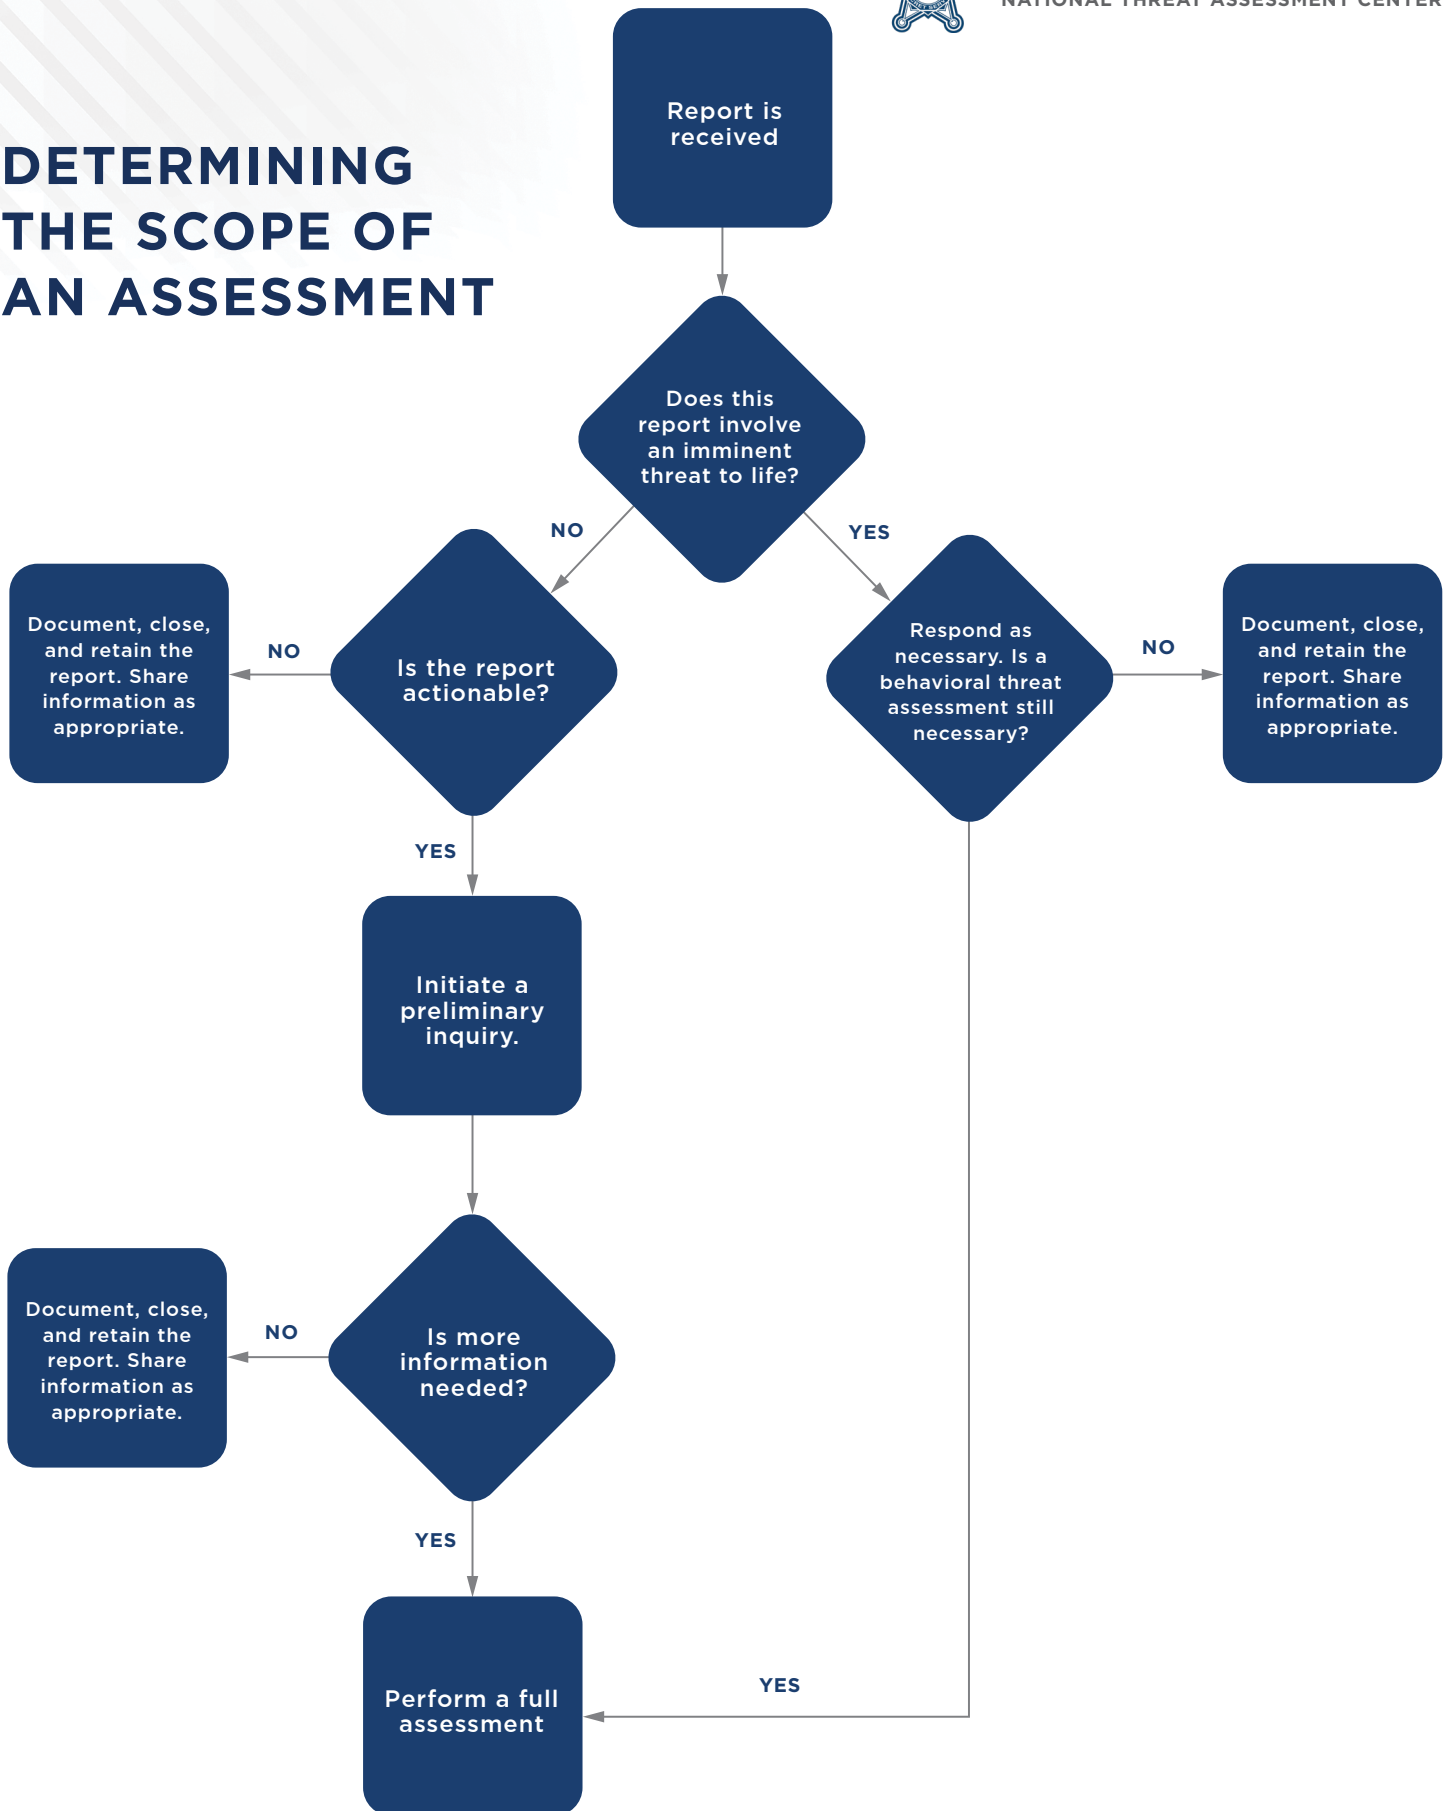 NATIONAL THREAT ASSESSMENT CENTER
Report is
received
DETERMINING
THE SCOPE OF
AN ASSESSMENT
Does this
report involve
an imminent
threat to life?
NO
YES
Document, close,
and retain the
report. Share
information as
appropriate.
NO
Is the report
actionable?
Respond as
necessary. Is a
behavioral threat
assessment still
necessary?
NO
Document, close,
and retain the
report. Share
information as
appropriate.
YES
Initiate a
preliminary
inquiry.
Document, close,
and retain the
report. Share
information as
appropriate.
NO
Is more
information
needed?
YES
Perform a full
assessment
YES